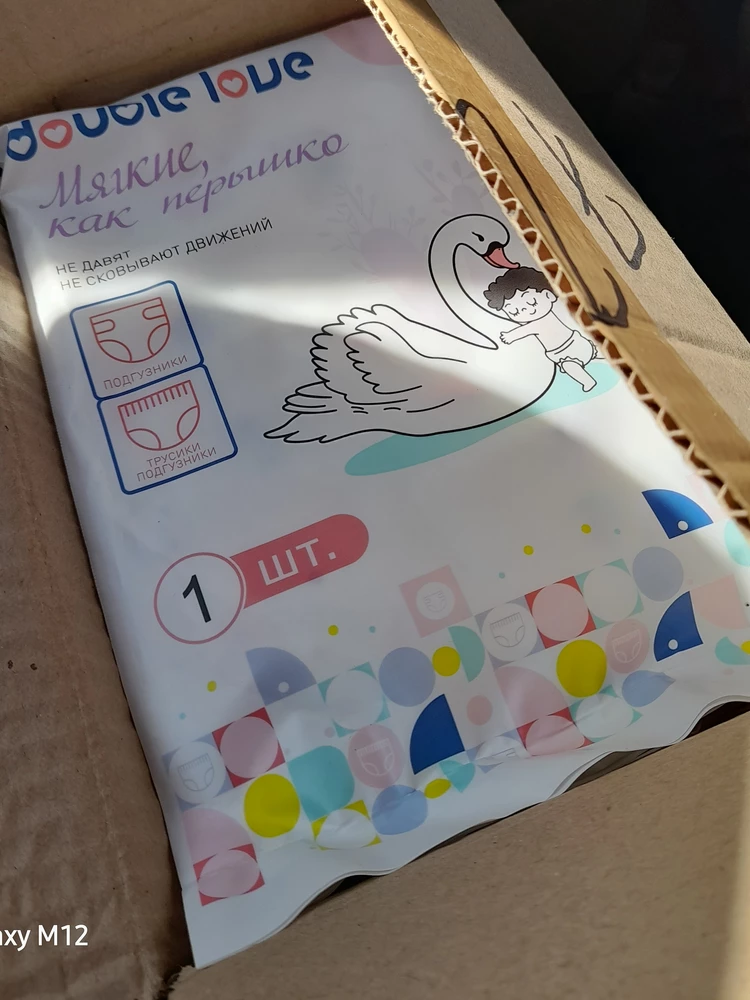 double love
Мягкие,
как перышко
НЕ ДАВЯТ
НЕ СКОВЫВАЮТ ДВИЖЕНИЙ
ПОДГУЗНИКИ
ТРУСИКИ
ПОДГУЗНИКИ
1 ШТ.
axy M12